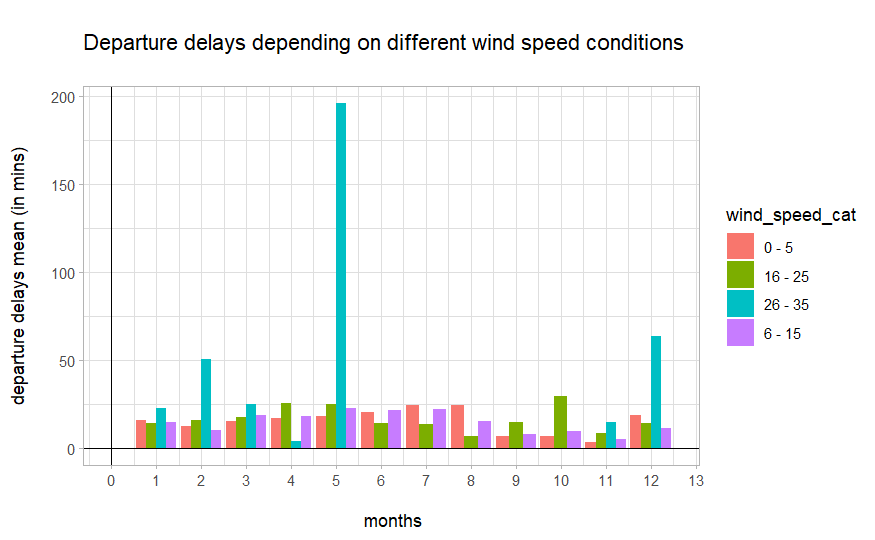 Departure delays depending on different wind speed conditions
departure delays mean (in mins)
200
150
100
50
0
0 1 2 3 4 5 6 7 8 9 10 11 12 13
months
wind_speed_cat
0 - 5
16 - 25
26 - 35
6 - 15